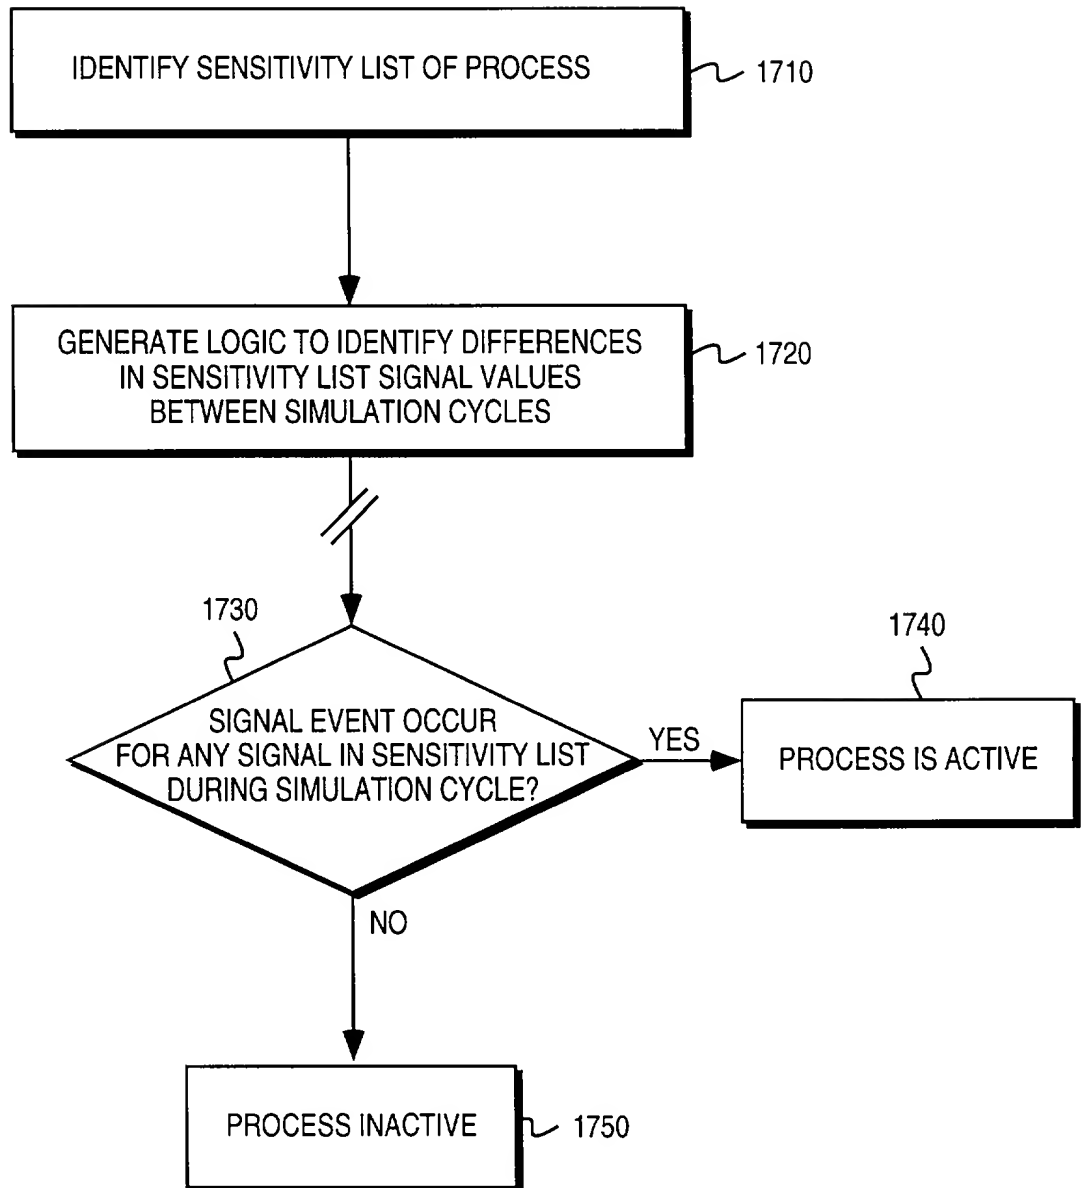 IDENTIFY SENSITIVITY LIST OF PROCESS
1710
GENERATE LOGIC TO IDENTIFY DIFFERENCES
IN SENSITIVITY LIST SIGNAL VALUES
BETWEEN SIMULATION CYCLES
1720
1730
SIGNAL EVENT OCCUR
FOR ANY SIGNAL IN SENSITIVITY LIST
DURING SIMULATION CYCLE?
YES
1740
PROCESS IS ACTIVE
NO
PROCESS INACTIVE
1750